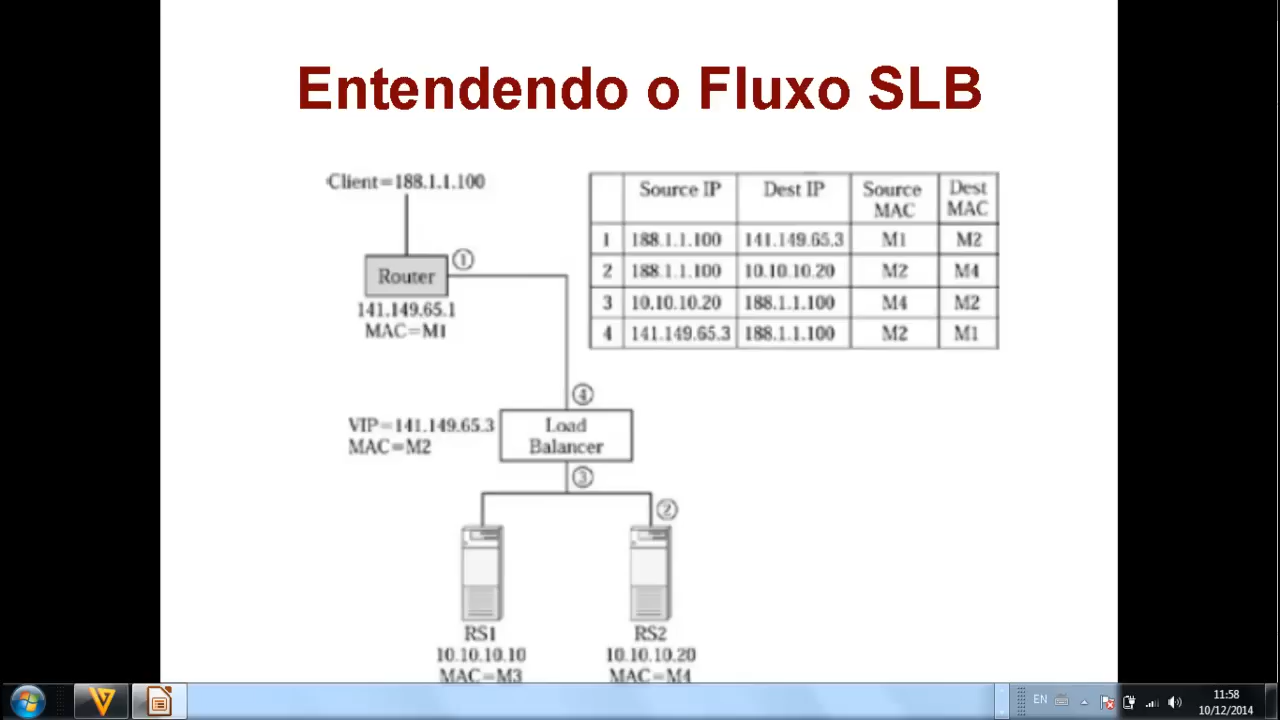 Entendendo o Fluxo SLB
Client=188.1.1.100
Router
①
141.149.65.1
MAC=M1
Source IP Dest IP Source MAC Dest MAC
1 188.1.1.100 141.149.65.3 M1 M2
2 188.1.1.100 10.10.10.20 M2 M4
3 10.10.10.20 188.1.1.100 M4 M2
4 141.149.65.3 188.1.1.100 M2 M1
④
VIP=141.149.65.3
MAC=M2
Load
Balancer
③
②
RS1
10.10.10.10
MAC=M3
RS2
10.10.10.20
MAC=M4
EN
11:58
10/12/2014